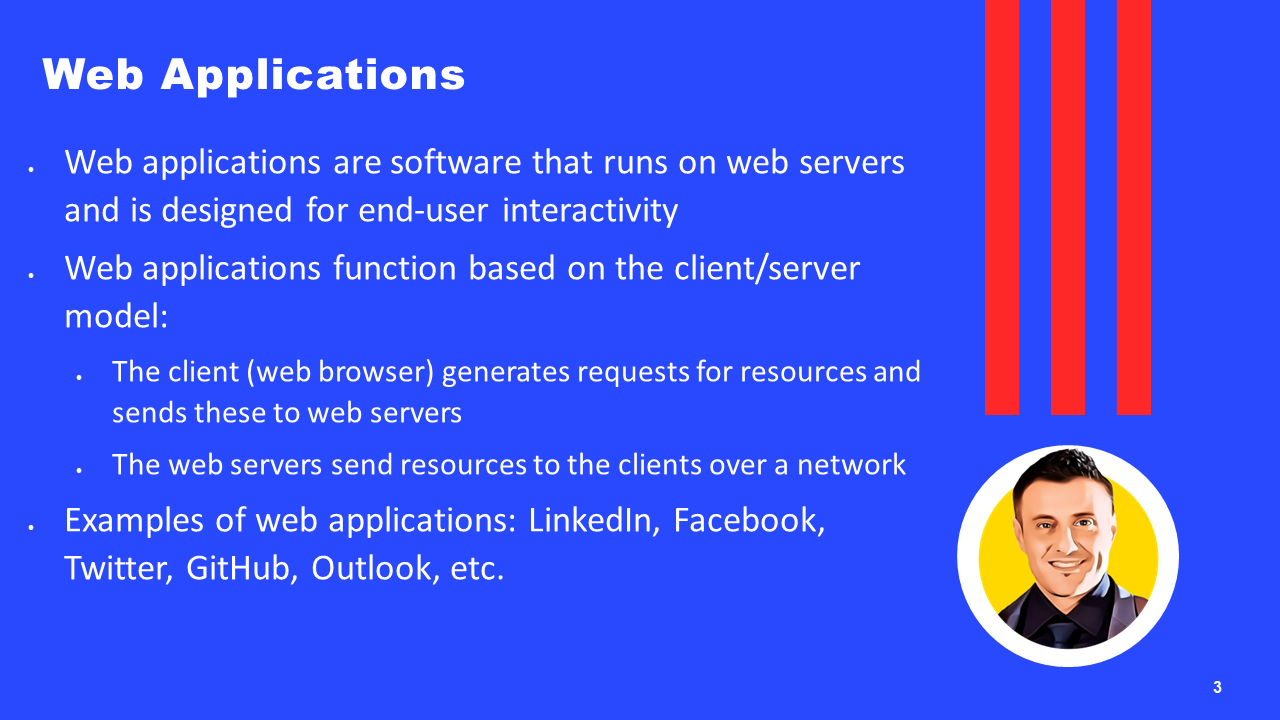 Web Applications
• Web applications are software that runs on web servers
and is designed for end-user interactivity
• Web applications function based on the client/server
model:
• The client (web browser) generates requests for resources and
sends these to web servers
• The web servers send resources to the clients over a network
• Examples of web applications: LinkedIn, Facebook,
Twitter, GitHub, Outlook, etc.
3